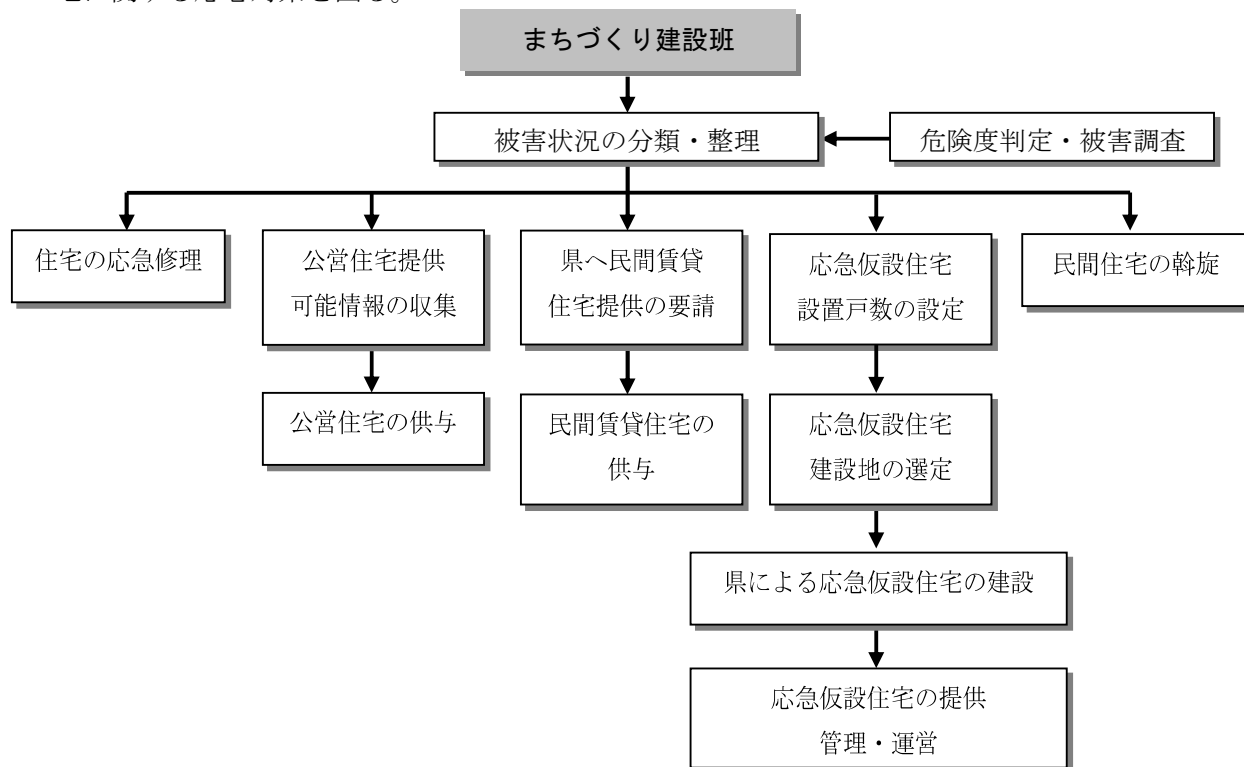 まちづくり建設班
被害状況の分類・整理
危険度判定・被害調査
住宅の応急修理
公営住宅提供
可能情報の収集
県へ民間賃貸
住宅提供の要請
応急仮設住宅
設置戸数の設定
民間住宅の斡旋
公営住宅の供与
民間賃貸住宅の
供与
応急仮設住宅
建設地の選定
県による応急仮設住宅の建設
応急仮設住宅の提供
管理・運営